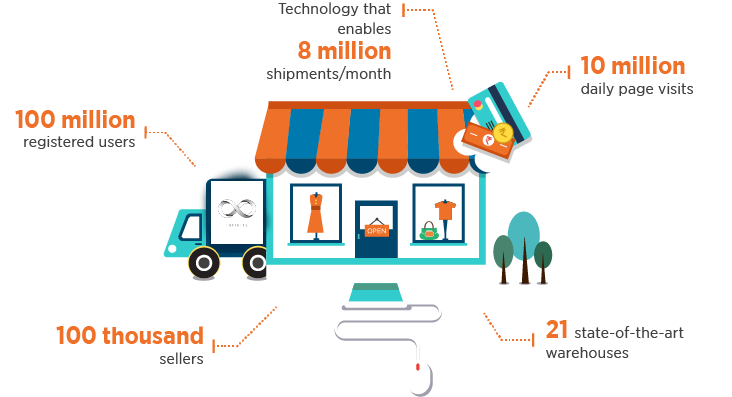 Technology that
enables
8 million
shipments/month
10 million
daily page visits
100 million
registered users
OPEN
100 thousand
sellers
21 state-of-the-art
warehouses